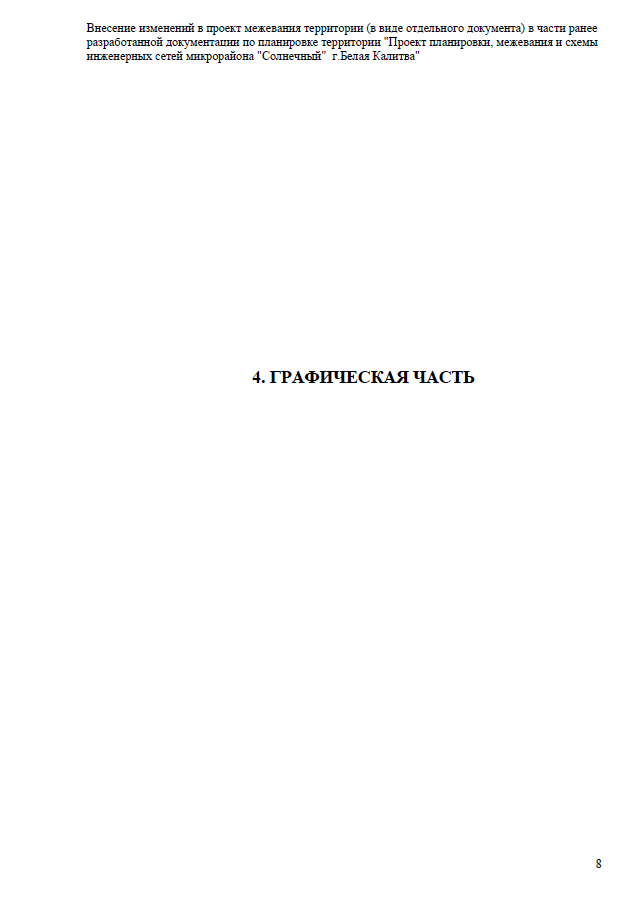 Внесение изменений в проект межевания территории (в виде отдельного документа) в части ранее
разработанной документации по планировке территории "Проект планировки, межевания и схемы
инженерных сетей микрорайона "Солнечный"  г.Белая Калитва"
4. ГРАФИЧЕСКАЯ ЧАСТЬ
8